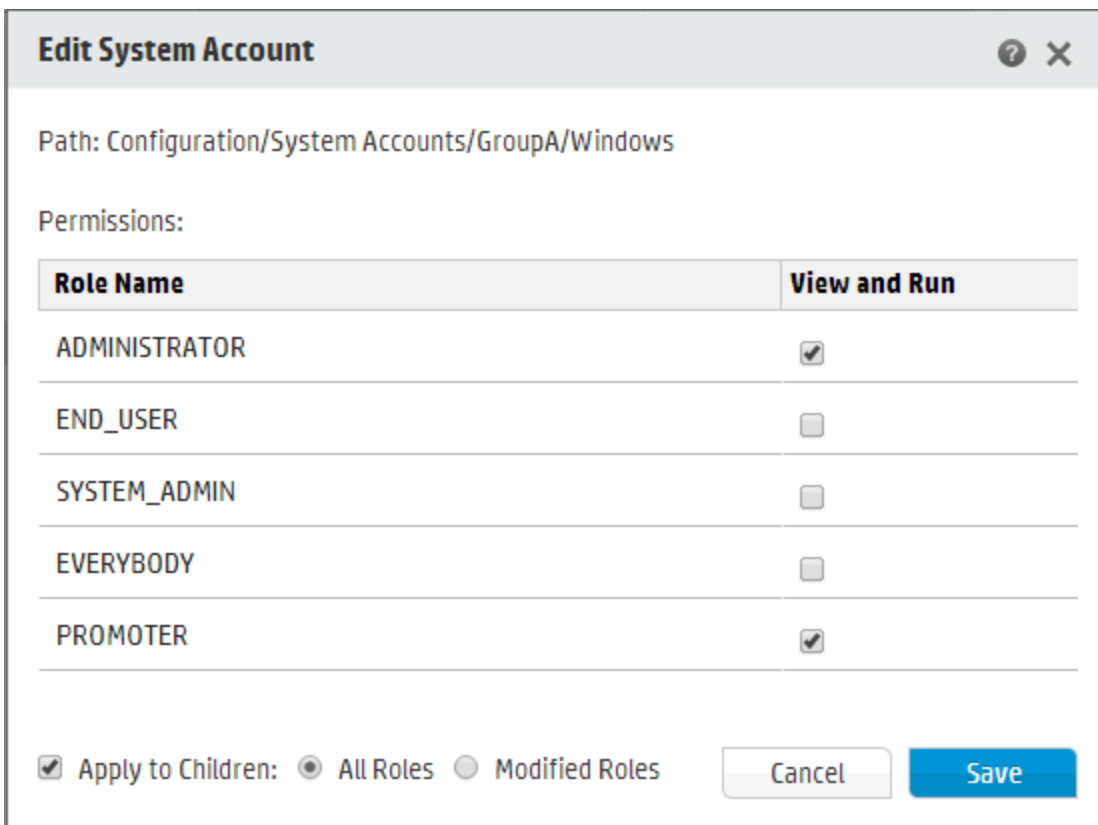 Edit System Account ?
Path: Configuration/System Accounts/GroupA/Windows
Permissions:
Role Name View and Run
ADMINISTRATOR
END_USER
SYSTEM_ADMIN
EVERYBODY
PROMOTER
Apply to Children: All Roles Modified Roles Cancel Save